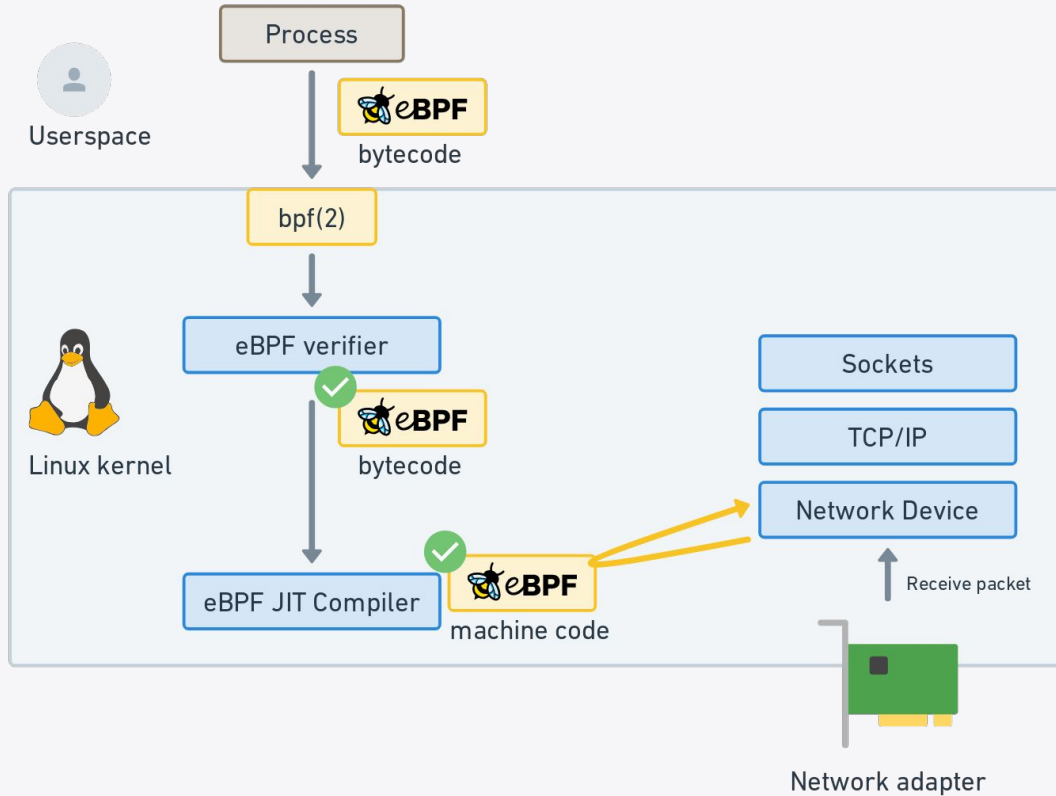 Process
eBPF
bytecode
Userspace
bpf(2)
eBPF verifier
eBPF
bytecode
Linux kernel
eBPF JIT Compiler
eBPF
machine code
Sockets
TCP/IP
Network Device
Receive packet
Network adapter